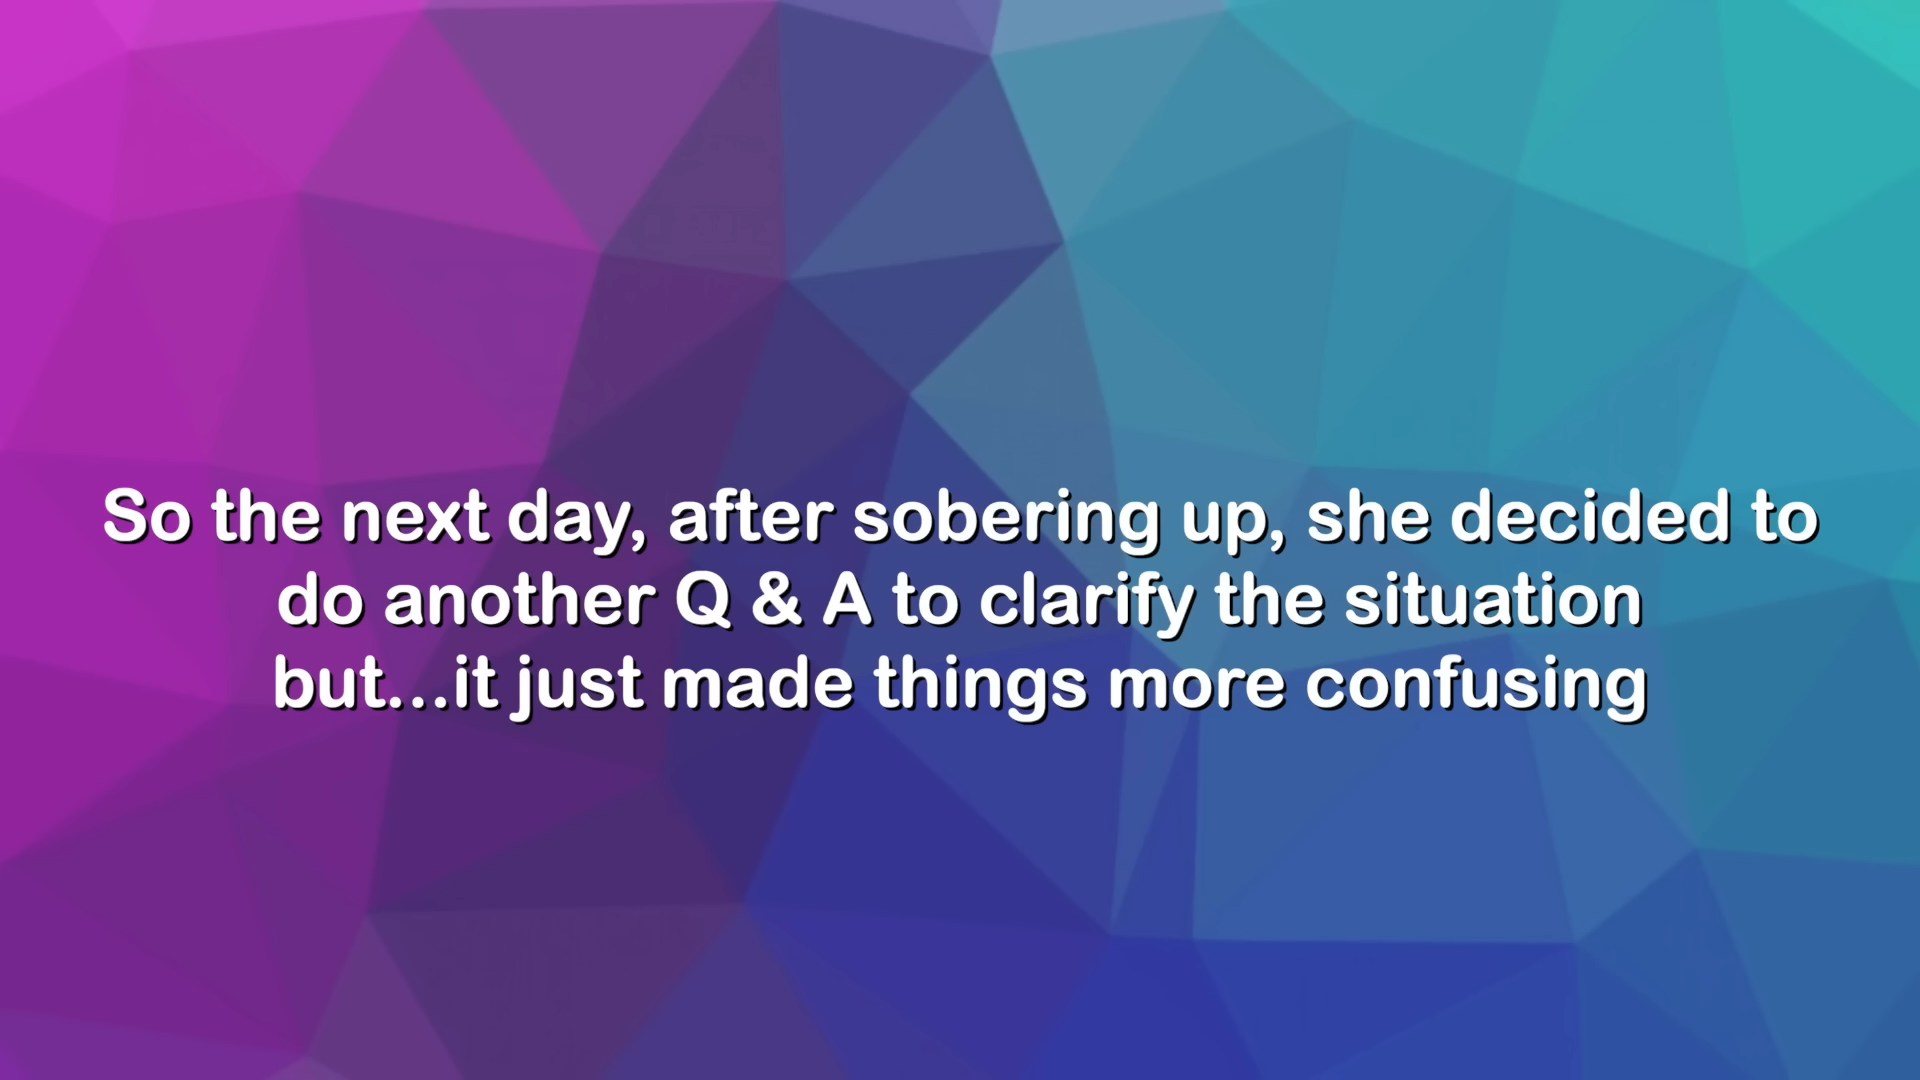 So the next day, after sobering up, she decided to
do another Q & A to clarify the situation
but...it just made things more confusing